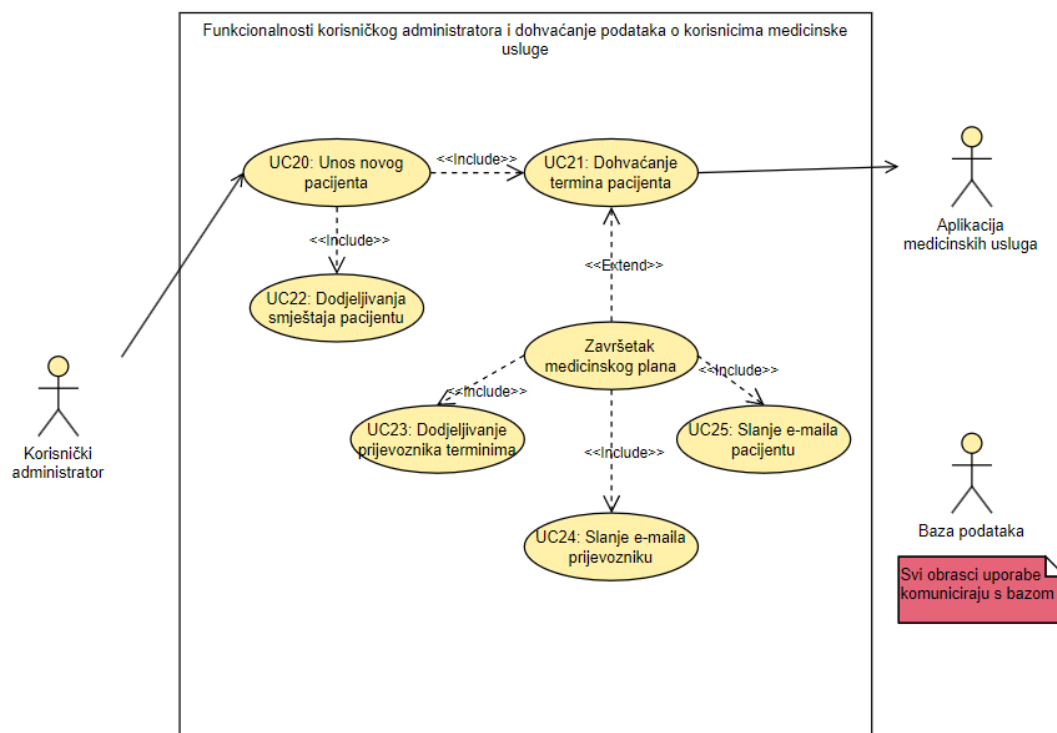 Funkcionalnosti korisničkog administratora i dohvaćanje podataka o korisnicima medicinske
usluge
UC20: Unos novog
pacijenta
<<Include>>
UC21: Dohvaćanje
termina pacijenta
Aplikacija
medicinskih usluga
<<Include>>
<<Extend>>
UC22: Dodjeljivanja
smještaja pacijentu
Završetak
medicinskog plana
<<Include>>
<<Include>>
UC23: Dodjeljivanje
prijevoznika terminima
UC25: Slanje e-maila
pacijentu
<<Include>>
Korisnički
administrator
UC24: Slanje e-maila
prijevozniku
Baza podataka
Svi obrasci uporabe
komuniciraju s bazom